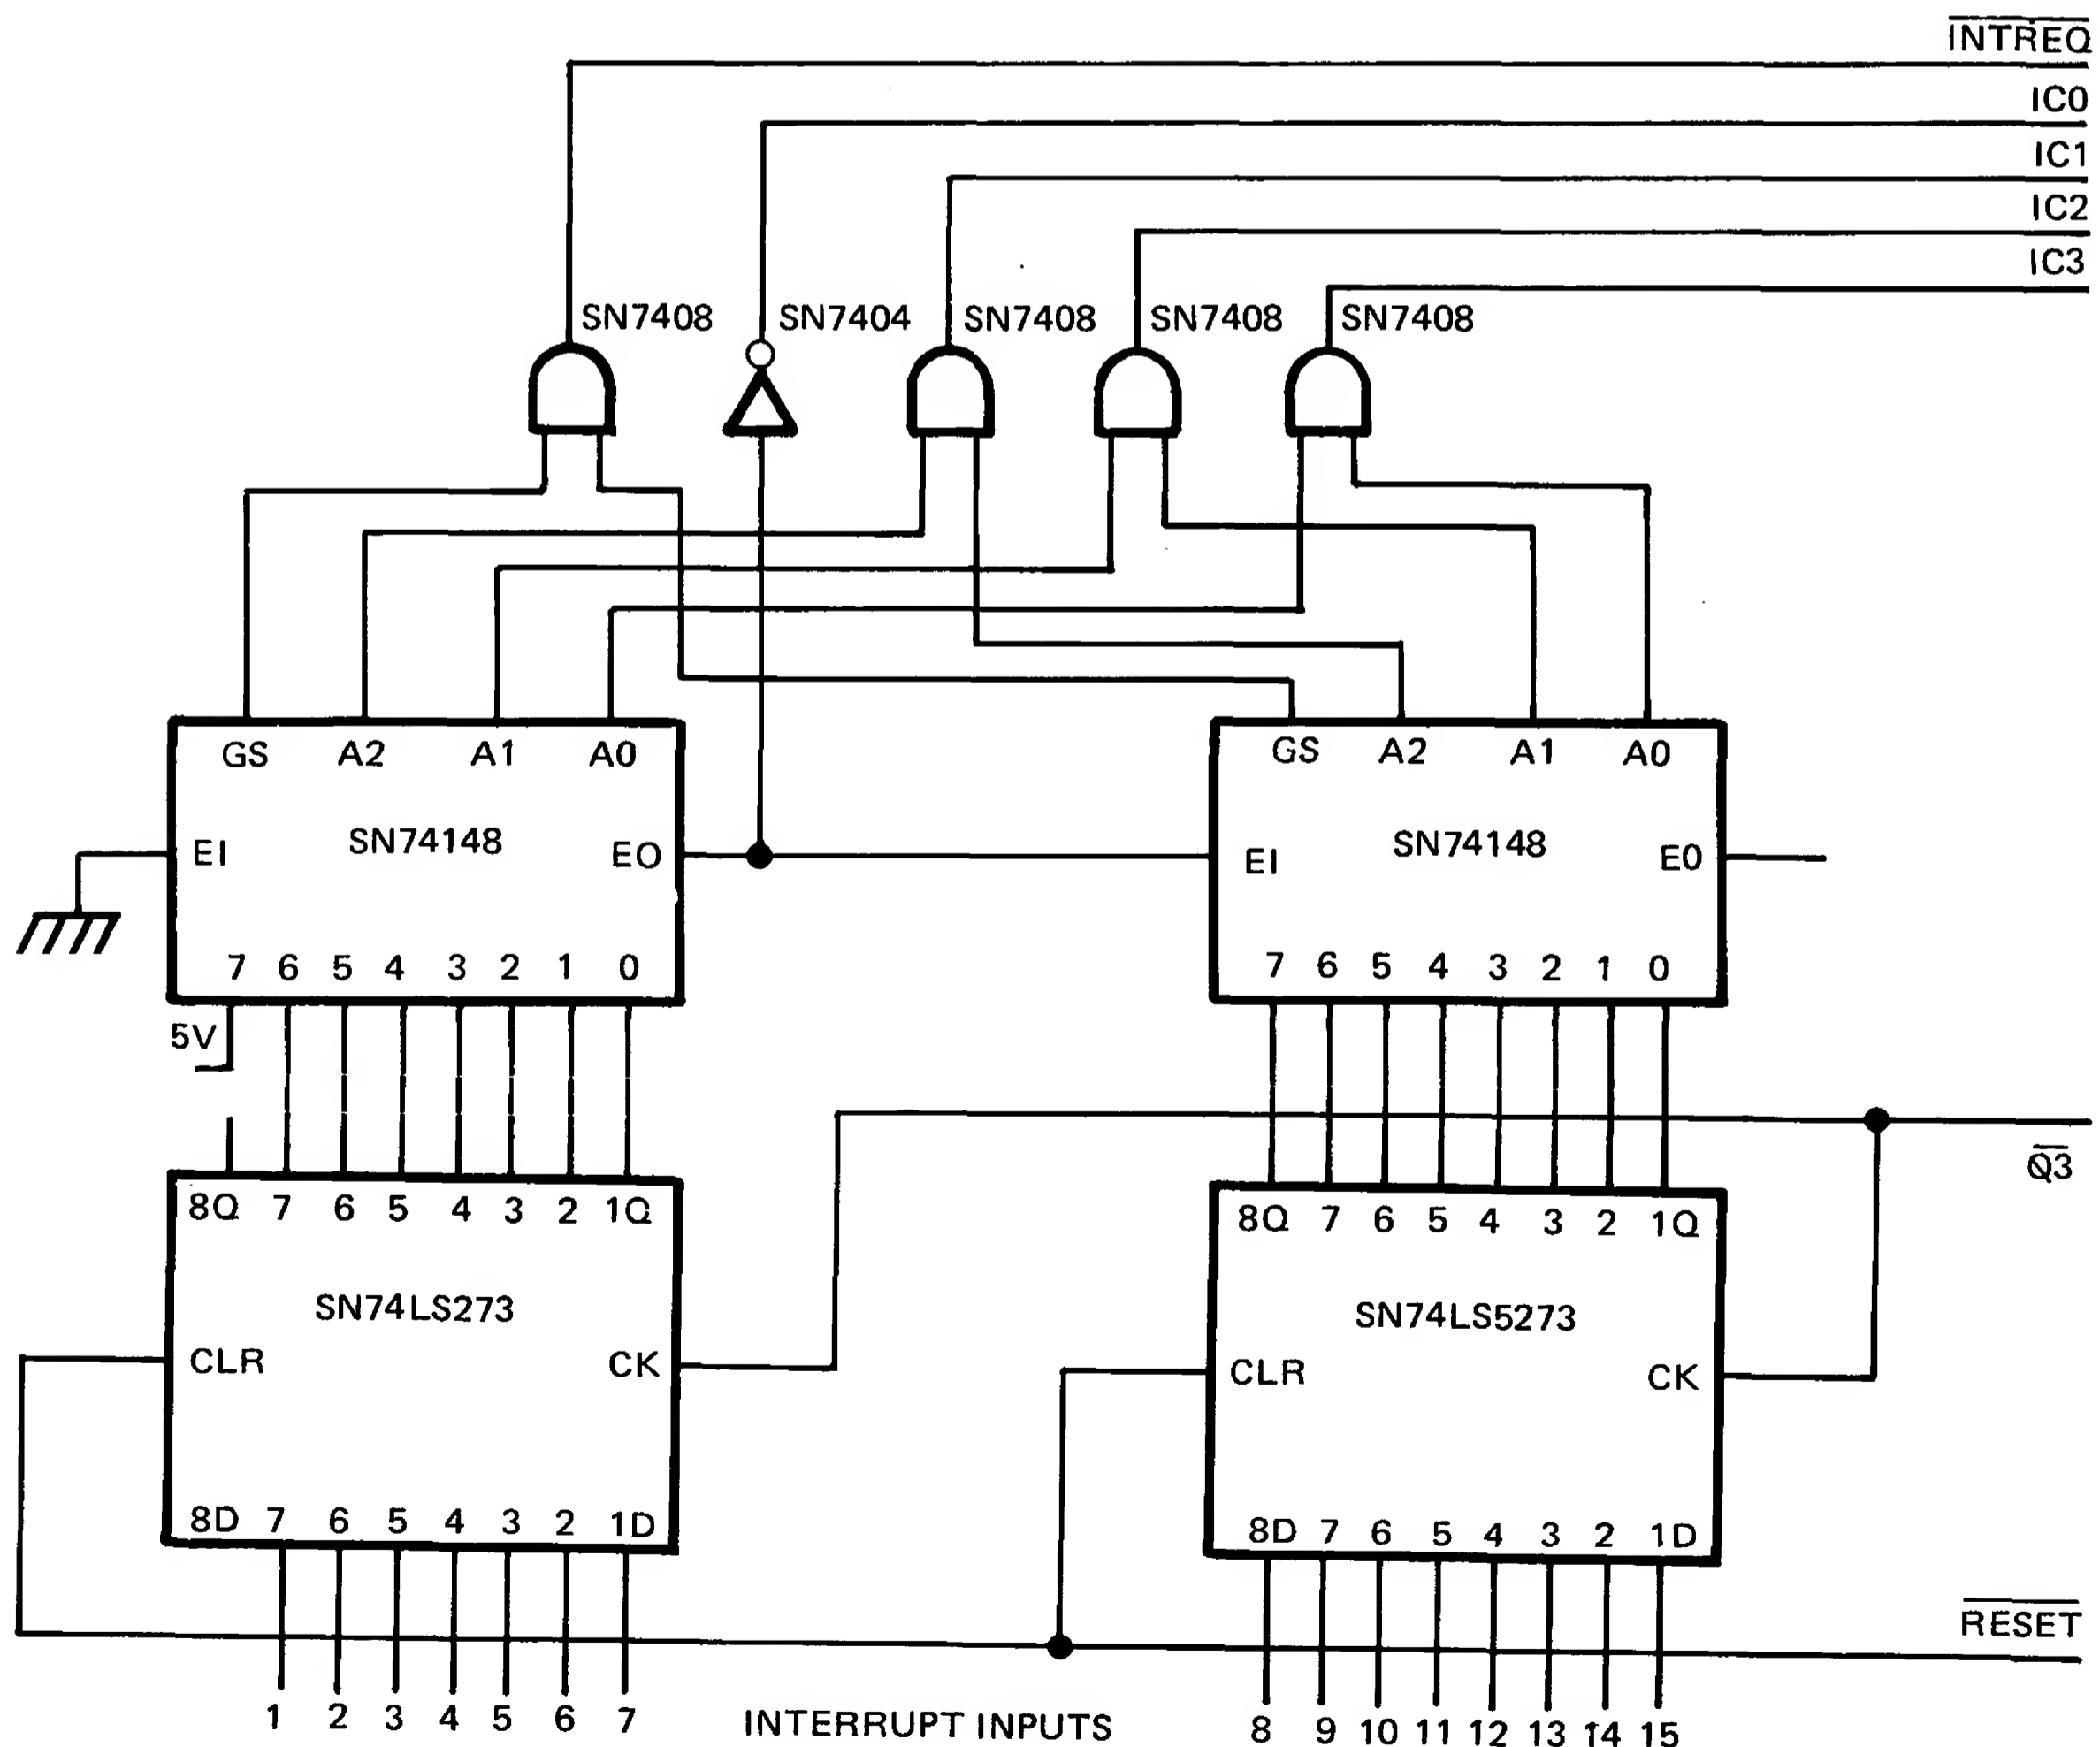 INTREQ
IC0
IC1
IC2
IC3
SN7408 SN7404 SN7408 SN7408 SN7408
GS A2 A1 A0 GS A2 A1 A0
EI SN74148 EO EI SN74148 E0
7 6 5 4 3 2 1 0 7 6 5 4 3 2 1 0
5V
Q3
8Q 7 6 5 4 3 2 1Q 8Q 7 6 5 4 3 2 1Q
SN74LS273 SN74LS5273
CLR CK CLR CK
8D 7 6 5 4 3 2 1D 8D 7 6 5 4 3 2 1D
RESET
1 2 3 4 5 6 7 INTERRUPT INPUTS 8 9 10 11 12 13 14 15